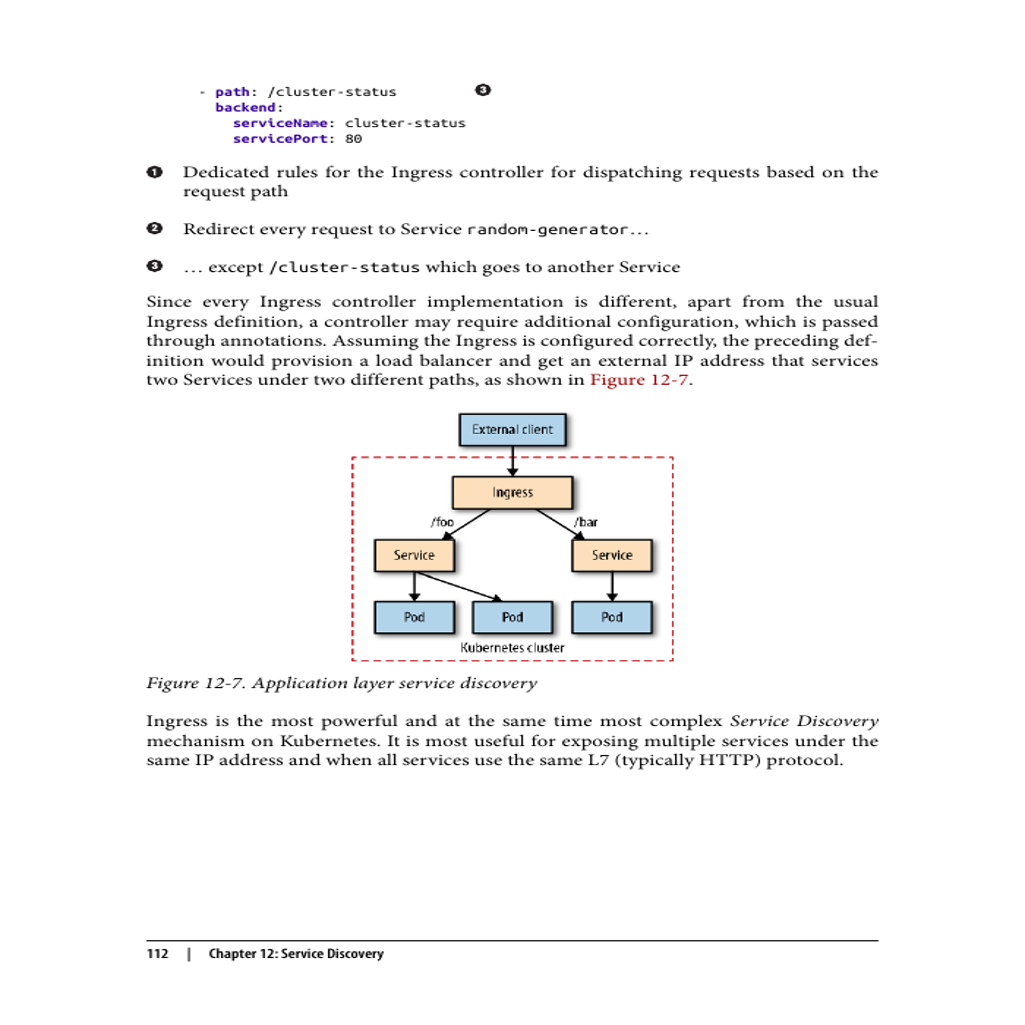 - path: /cluster-status ❸
backend:
serviceName: cluster-status
servicePort: 80
❶ Dedicated rules for the Ingress controller for dispatching requests based on the
request path
❷ Redirect every request to Service random-generator…
❸ … except /cluster-status which goes to another Service
Since every Ingress controller implementation is different, apart from the usual
Ingress definition, a controller may require additional configuration, which is passed
through annotations. Assuming the Ingress is configured correctly, the preceding def-
inition would provision a load balancer and get an external IP address that services
two Services under two different paths, as shown in Figure 12-7.
External client
Ingress
/foo /bar
Service Service
Pod Pod Pod
Kubernetes cluster
Figure 12-7. Application layer service discovery
Ingress is the most powerful and at the same time most complex Service Discovery
mechanism on Kubernetes. It is most useful for exposing multiple services under the
same IP address and when all services use the same L7 (typically HTTP) protocol.
112 | Chapter 12: Service Discovery